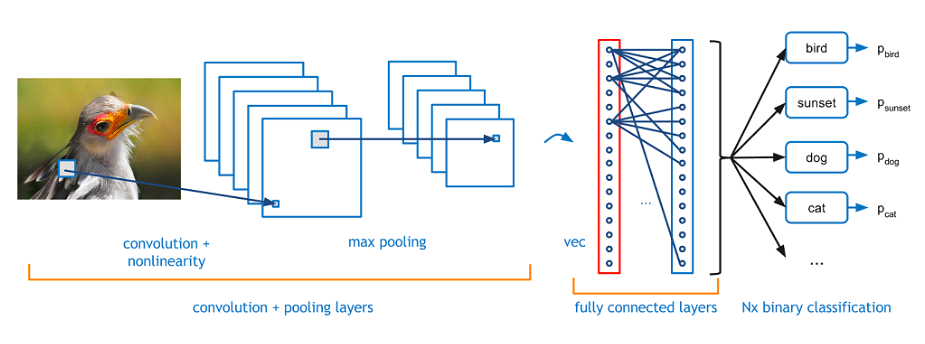 convolution +
nonlinearity
max pooling
convolution + pooling layers
vec
...
fully connected layers
bird
p_bird
sunset
p_sunset
dog
p_dog
cat
p_cat
...
Nx binary classification